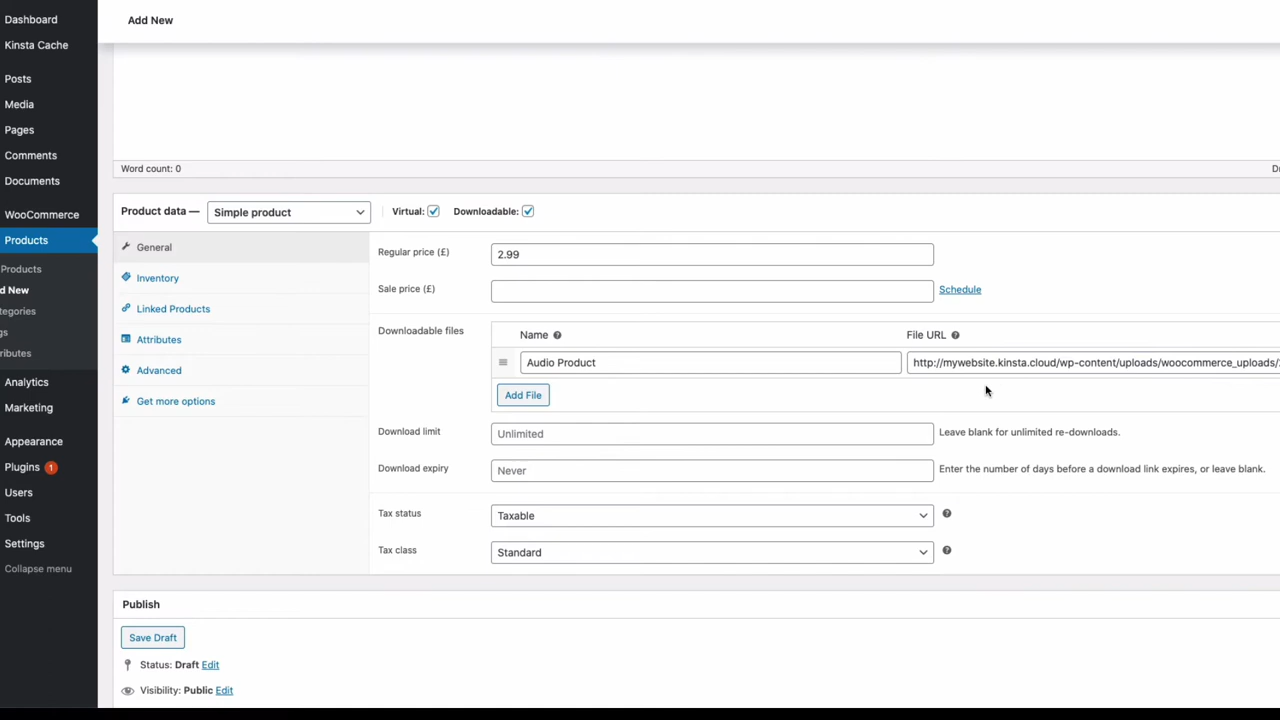 Dashboard
Add New
Kinsta Cache
Posts
Media
Pages
Comments
Documents
Word count: 0
WooCommerce
Product data —
Simple product
Virtual:
Downloadable:
Products
General
Regular price (£)
2.99
Products
Inventory
Sale price (£)
Schedule
d New
Linked Products
tegories
Downloadable files
Name
File URL
gs
Attributes
ributes
Audio Product
http://mywebsite.kinsta.cloud/wp-content/uploads/woocommerce_uploads/
Advanced
Analytics
Add File
Get more options
Marketing
Download limit
Unlimited
Leave blank for unlimited re-downloads.
Appearance
Plugins 1
Download expiry
Never
Enter the number of days before a download link expires, or leave blank.
Users
Tools
Tax status
Taxable
Settings
Tax class
Standard
Collapse menu
Publish
Save Draft
Status: Draft Edit
Visibility: Public Edit